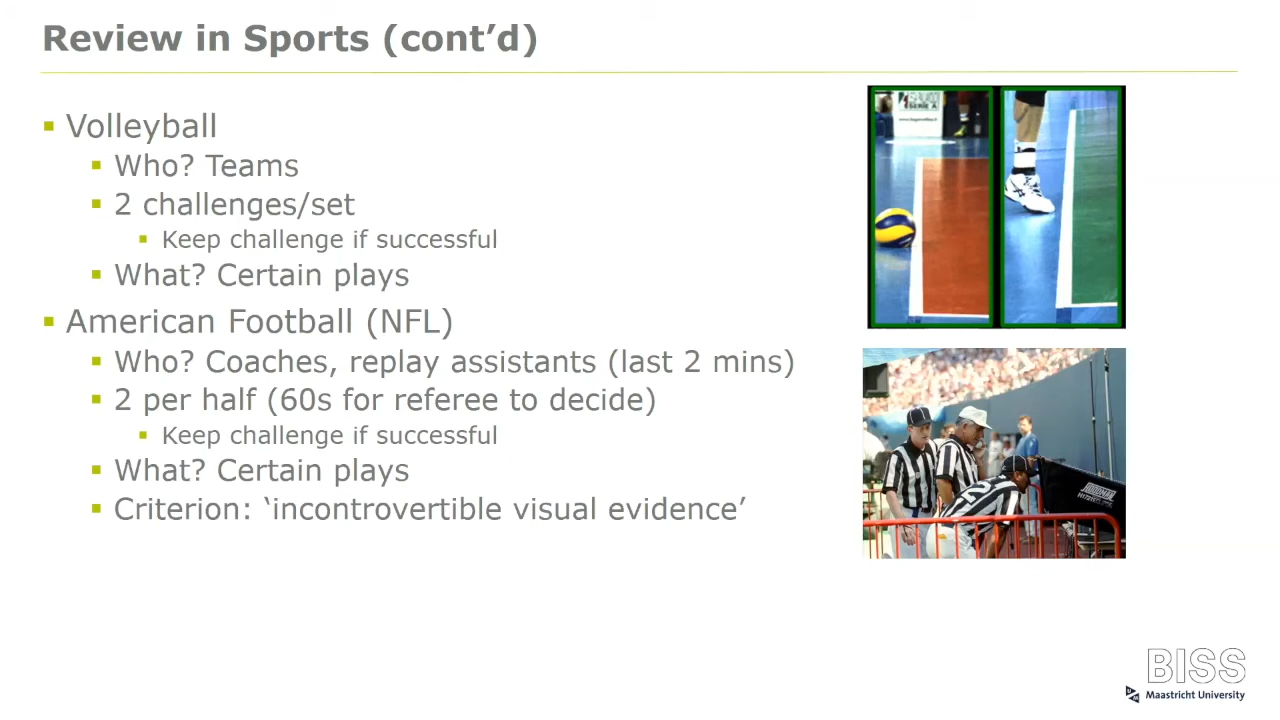 Review in Sports (cont’d)
Volleyball
Who? Teams
2 challenges/set
Keep challenge if successful
What? Certain plays
American Football (NFL)
Who? Coaches, replay assistants (last 2 mins)
2 per half (60s for referee to decide)
Keep challenge if successful
What? Certain plays
Criterion: ‘incontrovertible visual evidence’
SERIE A
2
BISS
Maastricht University